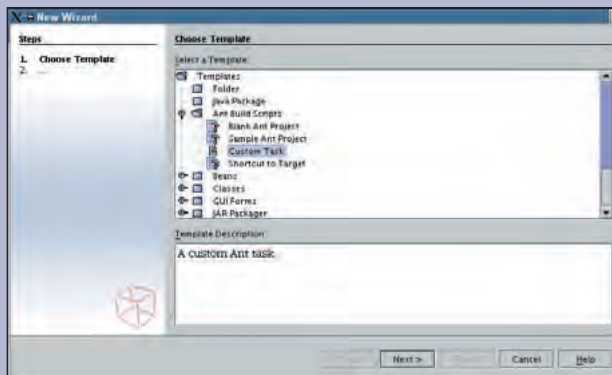 New Wizard
Steps
1. Choose Template
2. ...
Choose Template
Select a Template:
Templates
Folder
Java Package
Ant Build Scripts
Blank Ant Project
Sample Ant Project
Custom Task
Shortcut to Target
Beans
Classes
GUI Forms
JAR Packager
Template Description:
A custom Ant task.
Next >
Cancel
Help